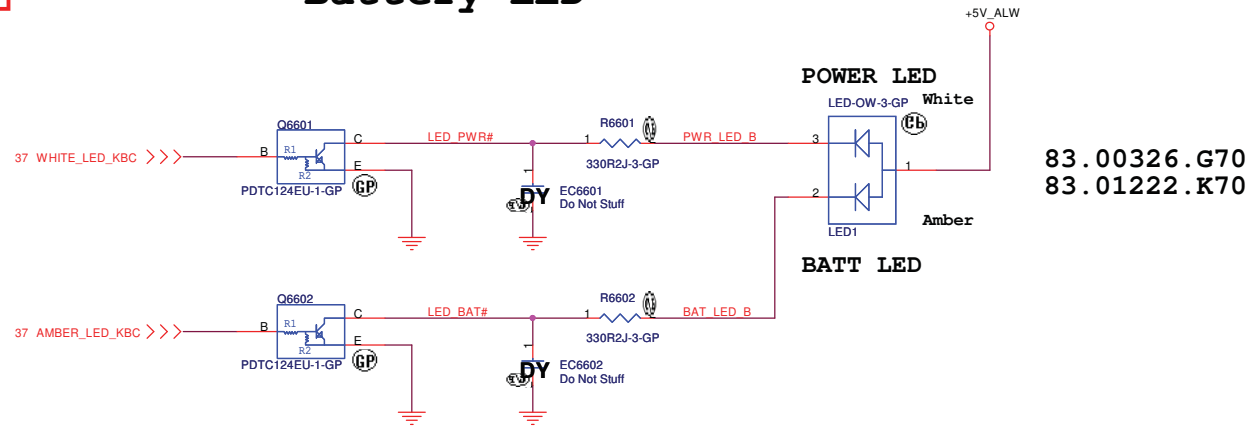 Battery LED
+5V_ALW
POWER LED
LED-OW-3-GP
White
37 WHITE_LED_KBC
Q6601
B
R1
R2
C
E
PDTC124EU-1-GP
GP
LED_PWR#
1
R6601
330R2J-3-GP
PWR_LED_B
3
1
2
1
DY
EC6601
Do Not Stuff
LED1
Amber
BATT LED
83.00326.G70
83.01222.K70
37 AMBER_LED_KBC
Q6602
B
R1
R2
C
E
PDTC124EU-1-GP
GP
LED_BAT#
1
R6602
330R2J-3-GP
BAT_LED_B
1
DY
EC6602
Do Not Stuff